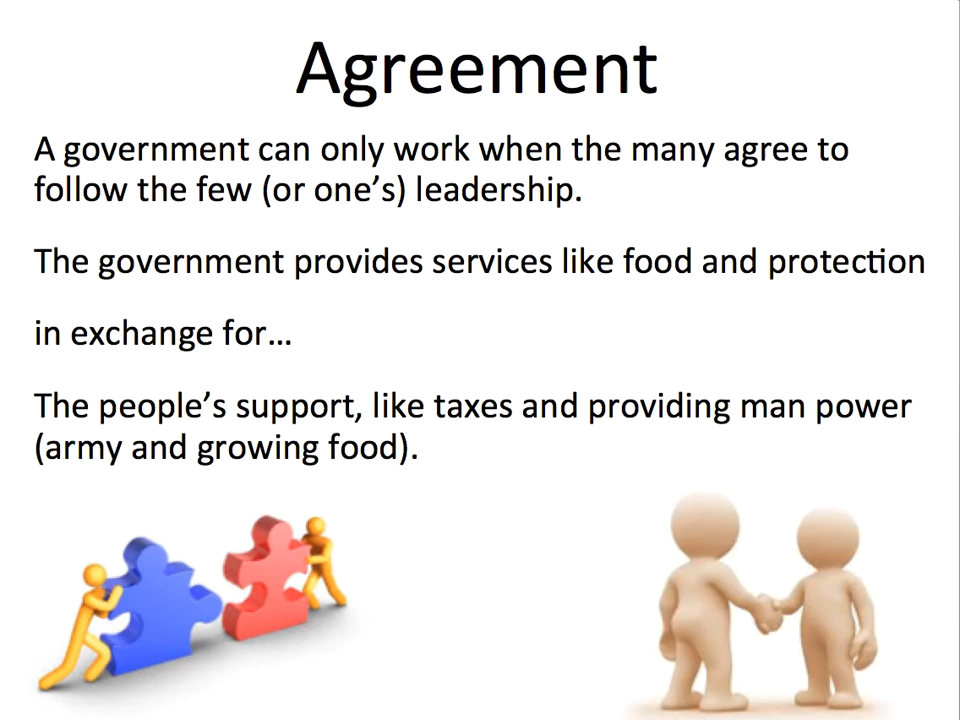 Agreement
A government can only work when the many agree to
follow the few (or one’s) leadership.
The government provides services like food and protection
in exchange for…
The people’s support, like taxes and providing man power
(army and growing food).